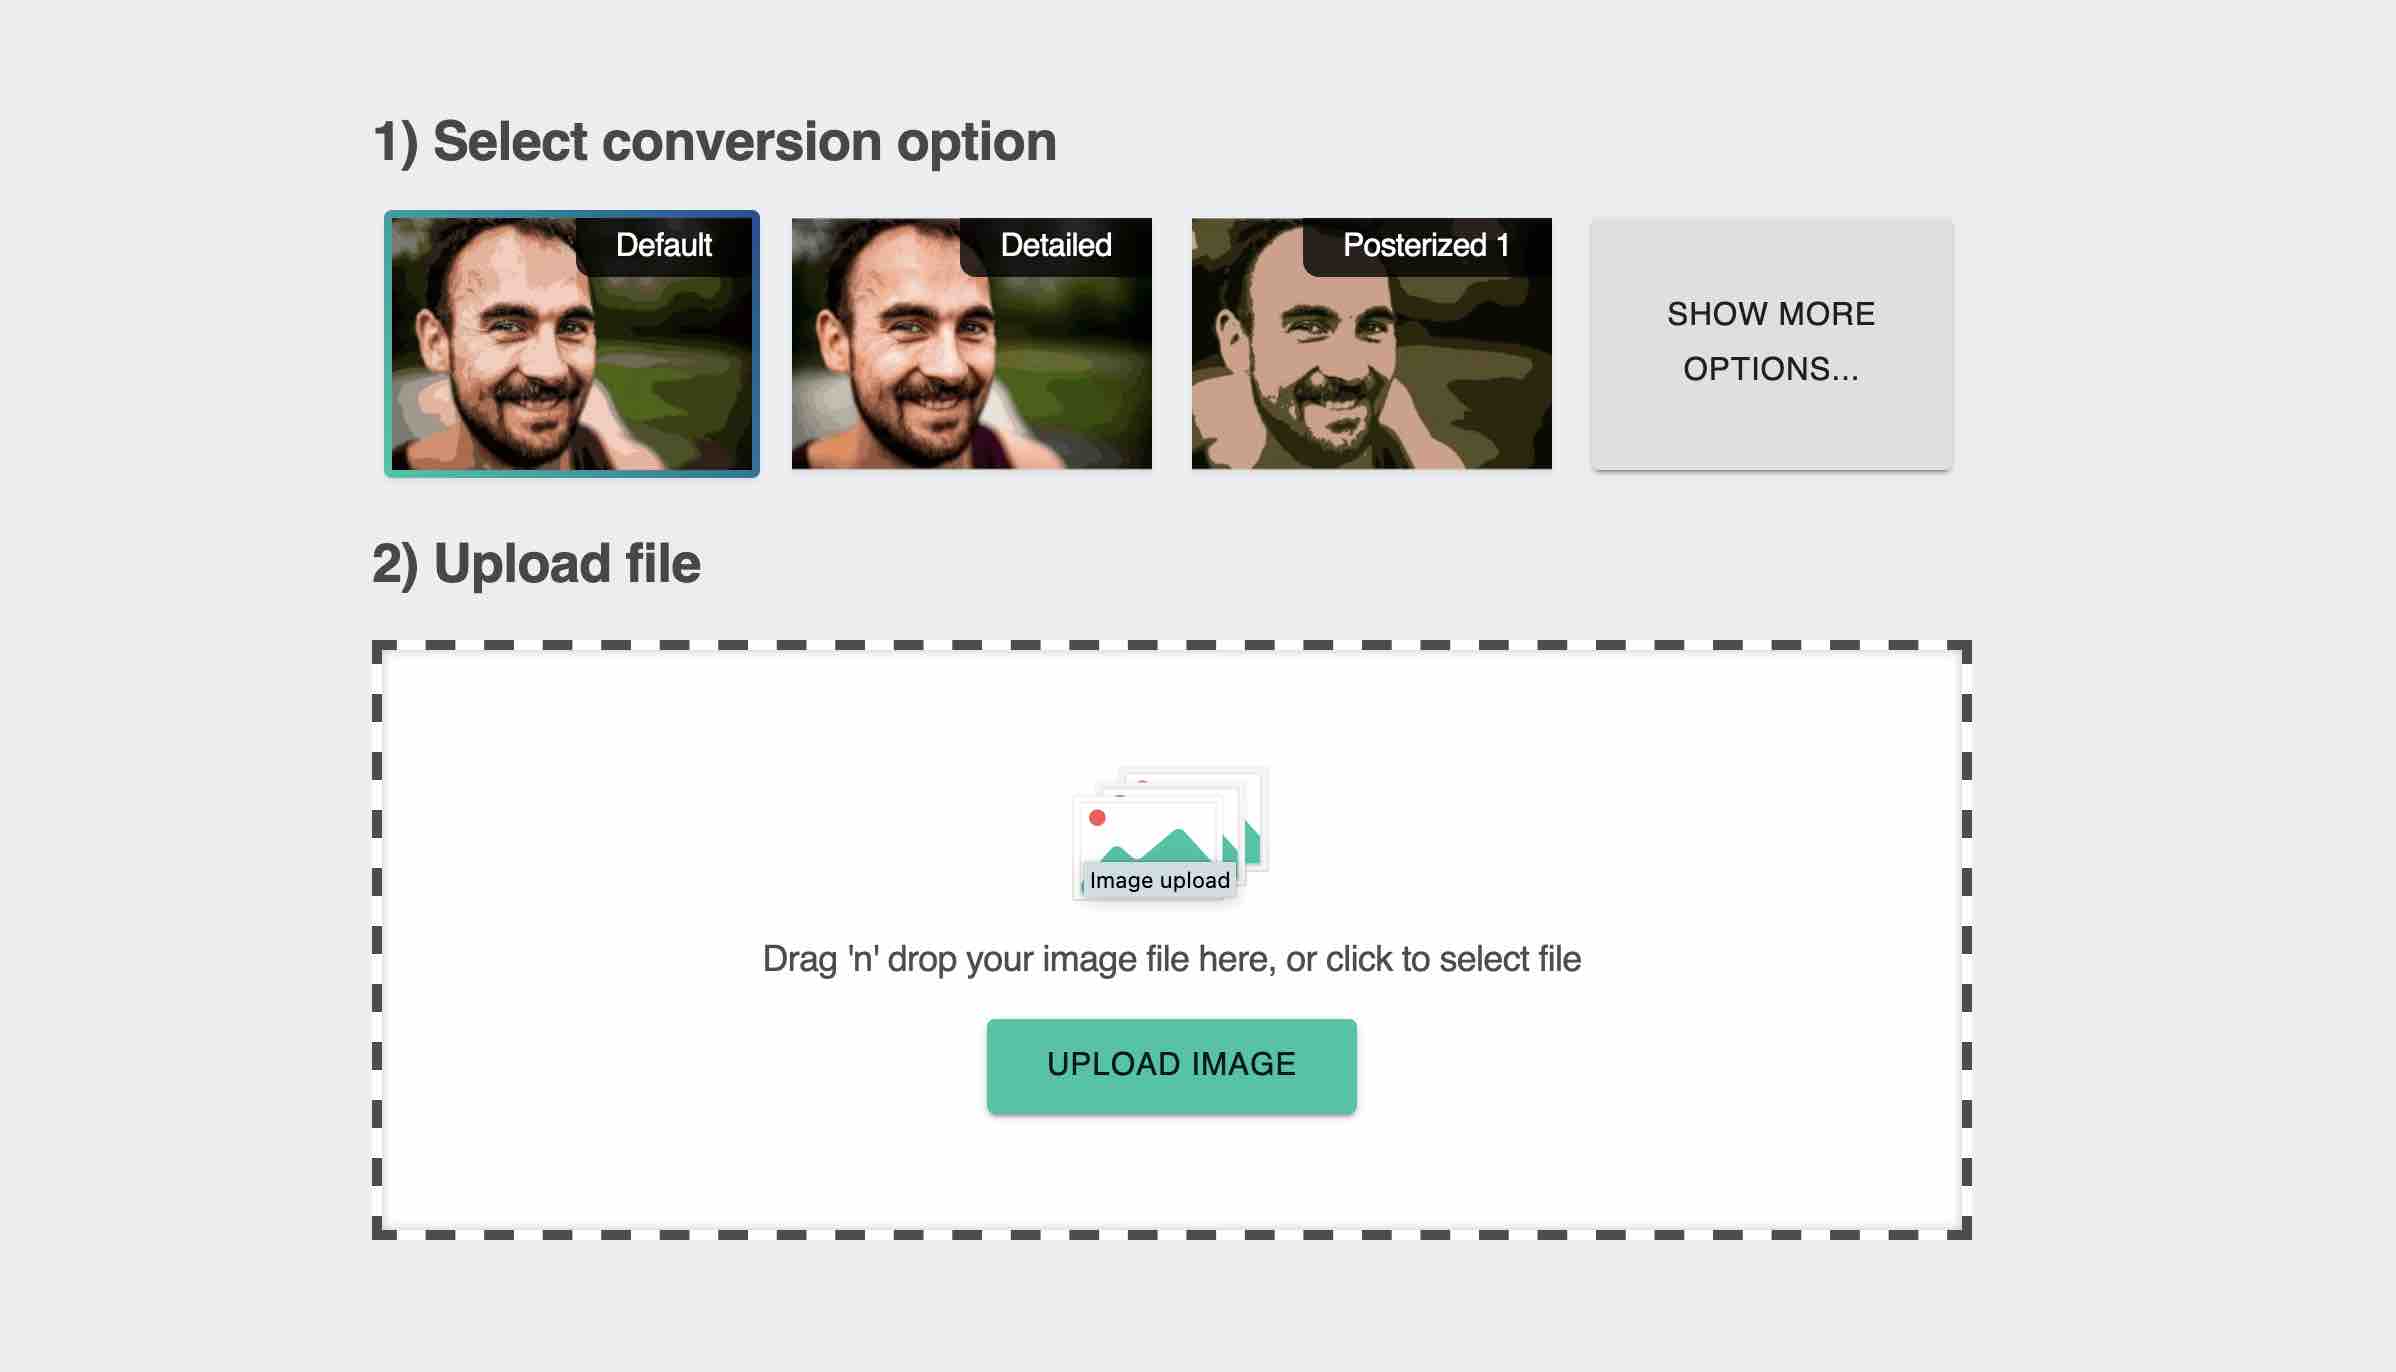 1) Select conversion option
Default
Detailed
Posterized 1
SHOW MORE
OPTIONS...
2) Upload file
Image upload
Drag 'n' drop your image file here, or click to select file
UPLOAD IMAGE